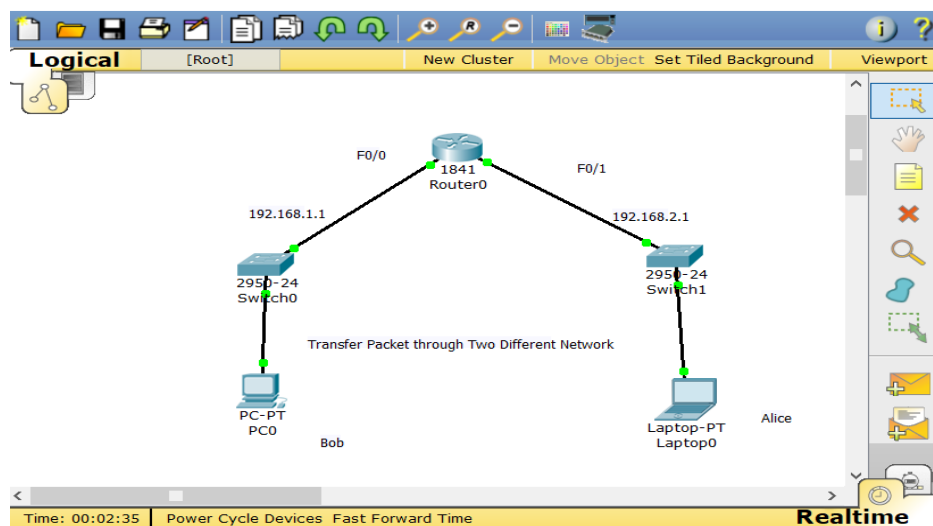 Logical [Root] New Cluster Move Object Set Tiled Background Viewport
F0/0
F0/1
1841
Router0
192.168.1.1
192.168.2.1
2950-24
Switch0
2950-24
Switch1
Transfer Packet through Two Different Network
PC-PT
PC0
Bob
Laptop-PT
Laptop0
Alice
Time: 00:02:35 Power Cycle Devices Fast Forward Time Realtime